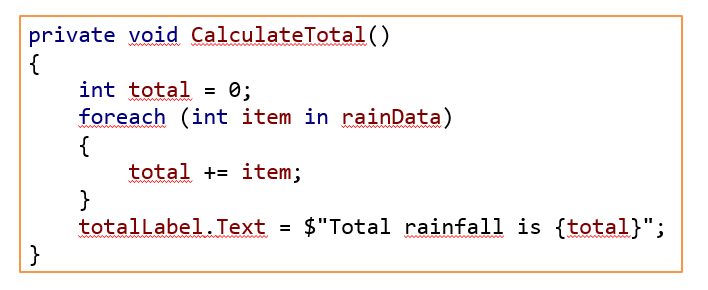 private void CalculateTotal()
{
    int total = 0;
    foreach (int item in rainData)
    {
        total += item;
    }
    totalLabel.Text = $"Total rainfall is {total}";
}